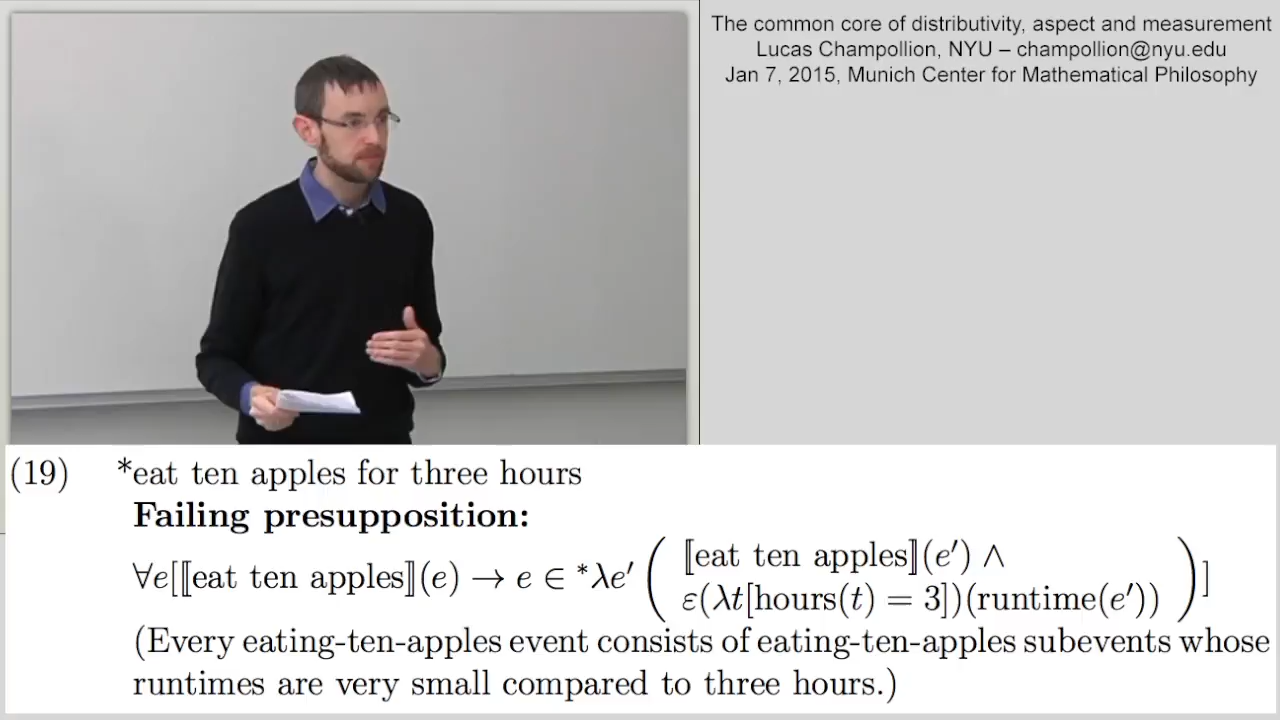 The common core of distributivity, aspect and measurement
Lucas Champollion, NYU – champollion@nyu.edu
Jan 7, 2015, Munich Center for Mathematical Philosophy
(19) *eat ten apples for three hours
Failing presupposition:
∀e[⟦eat ten apples⟧(e) → e ∈ *λe′ ( ⟦eat ten apples⟧(e′) ∧
ε(λt[hours(t) = 3])(runtime(e′)) )]
(Every eating-ten-apples event consists of eating-ten-apples subevents whose
runtimes are very small compared to three hours.)